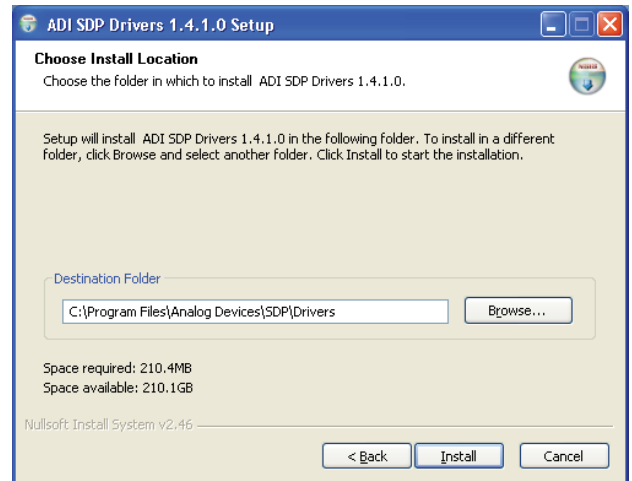 ADI SDP Drivers 1.4.1.0 Setup
Choose Install Location
Choose the folder in which to install ADI SDP Drivers 1.4.1.0.
Setup will install ADI SDP Drivers 1.4.1.0 in the following folder. To install in a different
folder, click Browse and select another folder. Click Install to start the installation.
Destination Folder
C:\Program Files\Analog Devices\SDP\Drivers
Browse...
Space required: 210.4MB
Space available: 210.1GB
Nullsoft Install System v2.46
< Back Install Cancel